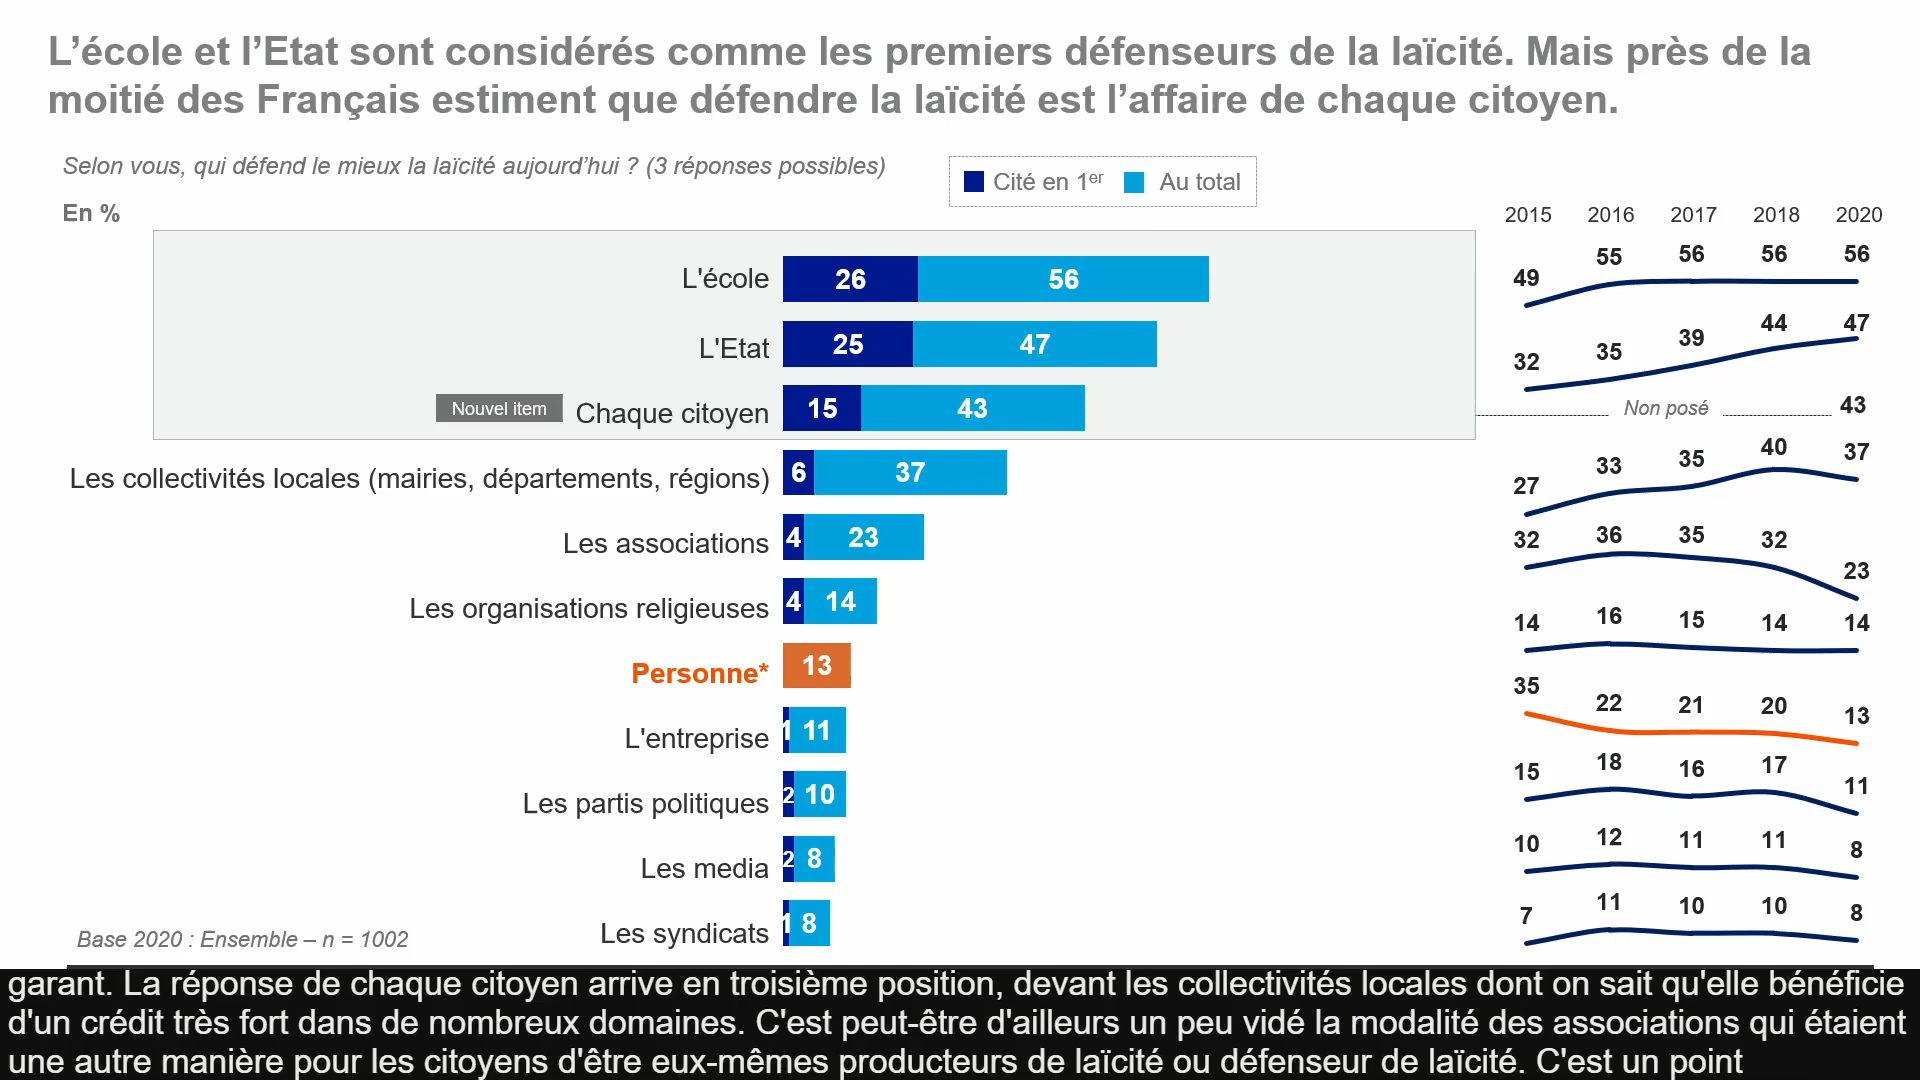 L’école et l’Etat sont considérés comme les premiers défenseurs de la laïcité. Mais près de la
moitié des Français estiment que défendre la laïcité est l’affaire de chaque citoyen.
Selon vous, qui défend le mieux la laïcité aujourd’hui ? (3 réponses possibles)
Cité en 1er Au total
En %
2015 2016 2017 2018 2020
L'école 26 56 49 55 56 56 56
L'Etat 25 47 32 35 39 44 47
Nouvel item Chaque citoyen 15 43 Non posé 43
Les collectivités locales (mairies, départements, régions) 6 37 27 33 35 40 37
Les associations 4 23 32 36 35 32 23
Les organisations religieuses 4 14 14 16 15 14 14
Personne* 13 35 22 21 20 13
L'entreprise 1 11 15 18 16 17 11
Les partis politiques 2 10 10 12 11 11 8
Les media 2 8 7 11 10 10 8
Les syndicats 1 8
Base 2020 : Ensemble – n = 1002
garant. La réponse de chaque citoyen arrive en troisième position, devant les collectivités locales dont on sait qu'elle bénéficie
d'un crédit très fort dans de nombreux domaines. C'est peut-être d'ailleurs un peu vidé la modalité des associations qui étaient
une autre manière pour les citoyens d'être eux-mêmes producteurs de laïcité ou défenseur de laïcité. C'est un point